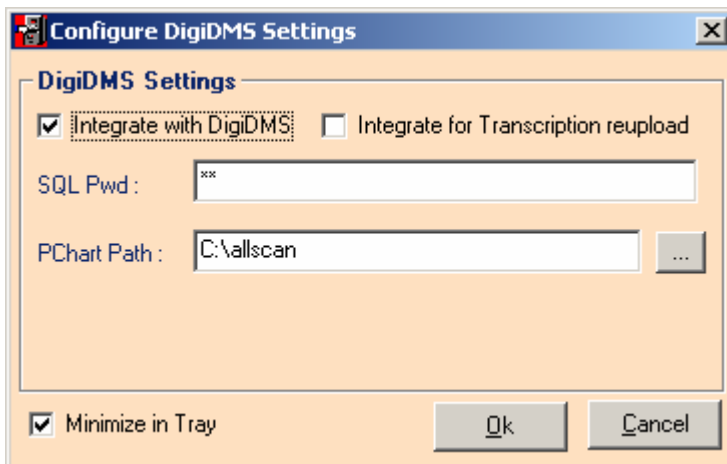 Configure DigiDMS Settings
DigiDMS Settings
Integrate with DigiDMS Integrate for Transcription reupload
SQL Pwd : **
PChart Path : C:\allscan ...
Minimize in Tray Ok Cancel